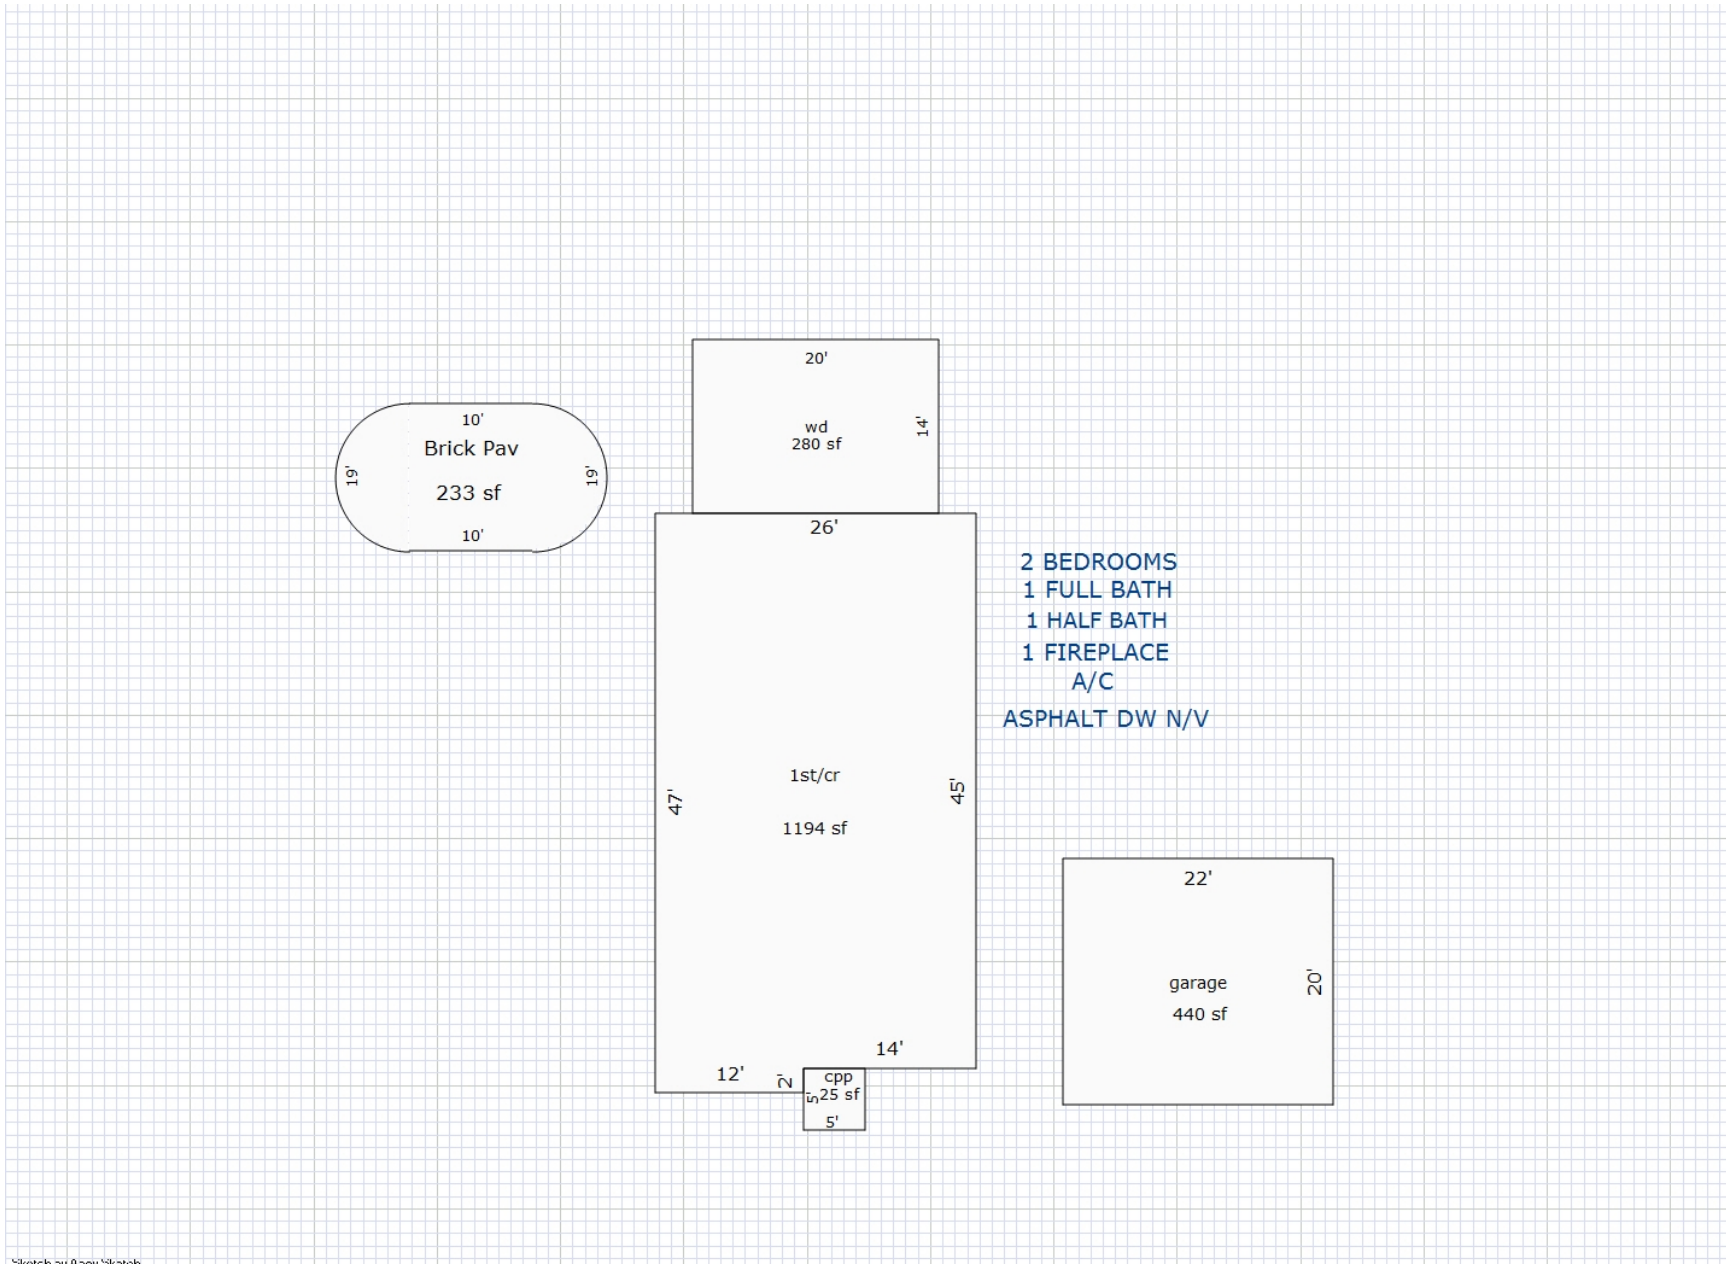 20'
wd
280 sf
14'
10'
Brick Pav
19'
19'
233 sf
10'
26'
2 BEDROOMS
1 FULL BATH
1 HALF BATH
1 FIREPLACE
A/C
ASPHALT DW N/V
1st/cr
47'
45'
1194 sf
22'
garage
20'
440 sf
14'
12'
2'
cpp
5'
25 sf
5'